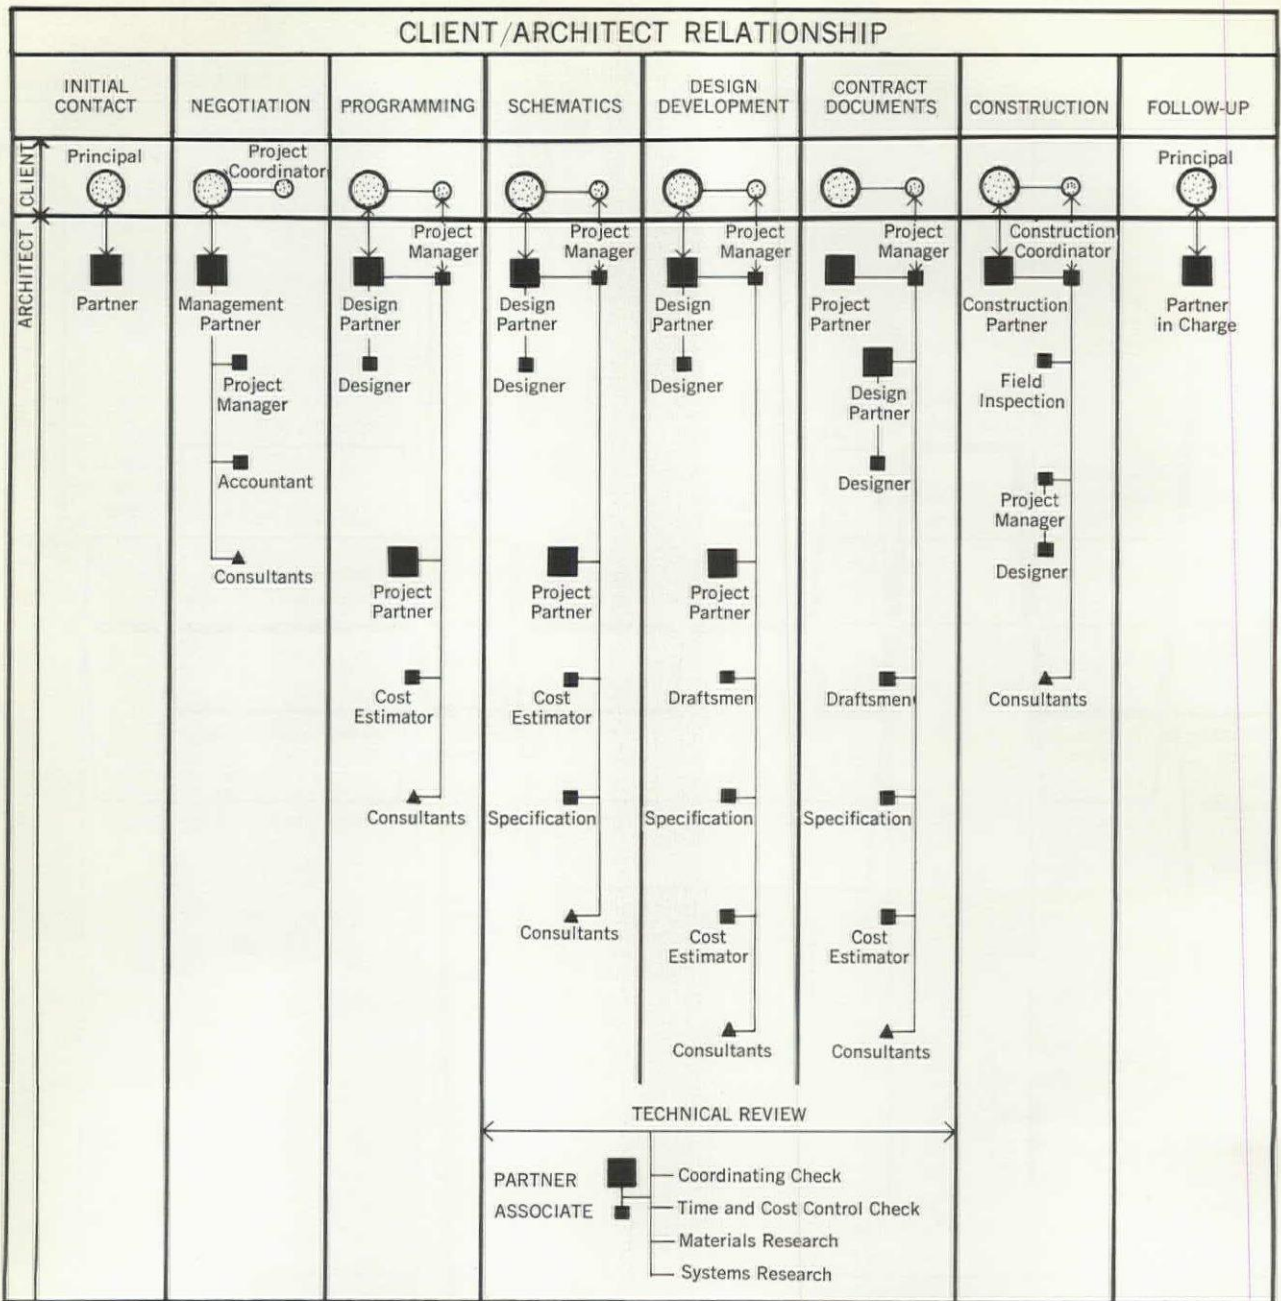 CLIENT/ARCHITECT RELATIONSHIP
INITIAL
CONTACT
NEGOTIATION
PROGRAMMING
SCHEMATICS
DESIGN
DEVELOPMENT
CONTRACT
DOCUMENTS
CONSTRUCTION
FOLLOW-UP
CLIENT
Principal
Project
Coordinator
Principal
ARCHITECT
Partner
Management
Partner
Project
Manager
Accountant
Consultants
Project
Manager
Design
Partner
Designer
Project
Partner
Cost
Estimator
Consultants
Project
Manager
Design
Partner
Designer
Project
Partner
Cost
Estimator
Specification
Consultants
Project
Manager
Design
Partner
Designer
Project
Partner
Draftsmen
Specification
Cost
Estimator
Consultants
Project
Manager
Project
Partner
Design
Partner
Designer
Draftsmen
Specification
Cost
Estimator
Consultants
Construction
Coordinator
Construction
Partner
Field
Inspection
Project
Manager
Designer
Consultants
Partner
in Charge
TECHNICAL REVIEW
PARTNER
ASSOCIATE
Coordinating Check
Time and Cost Control Check
Materials Research
Systems Research